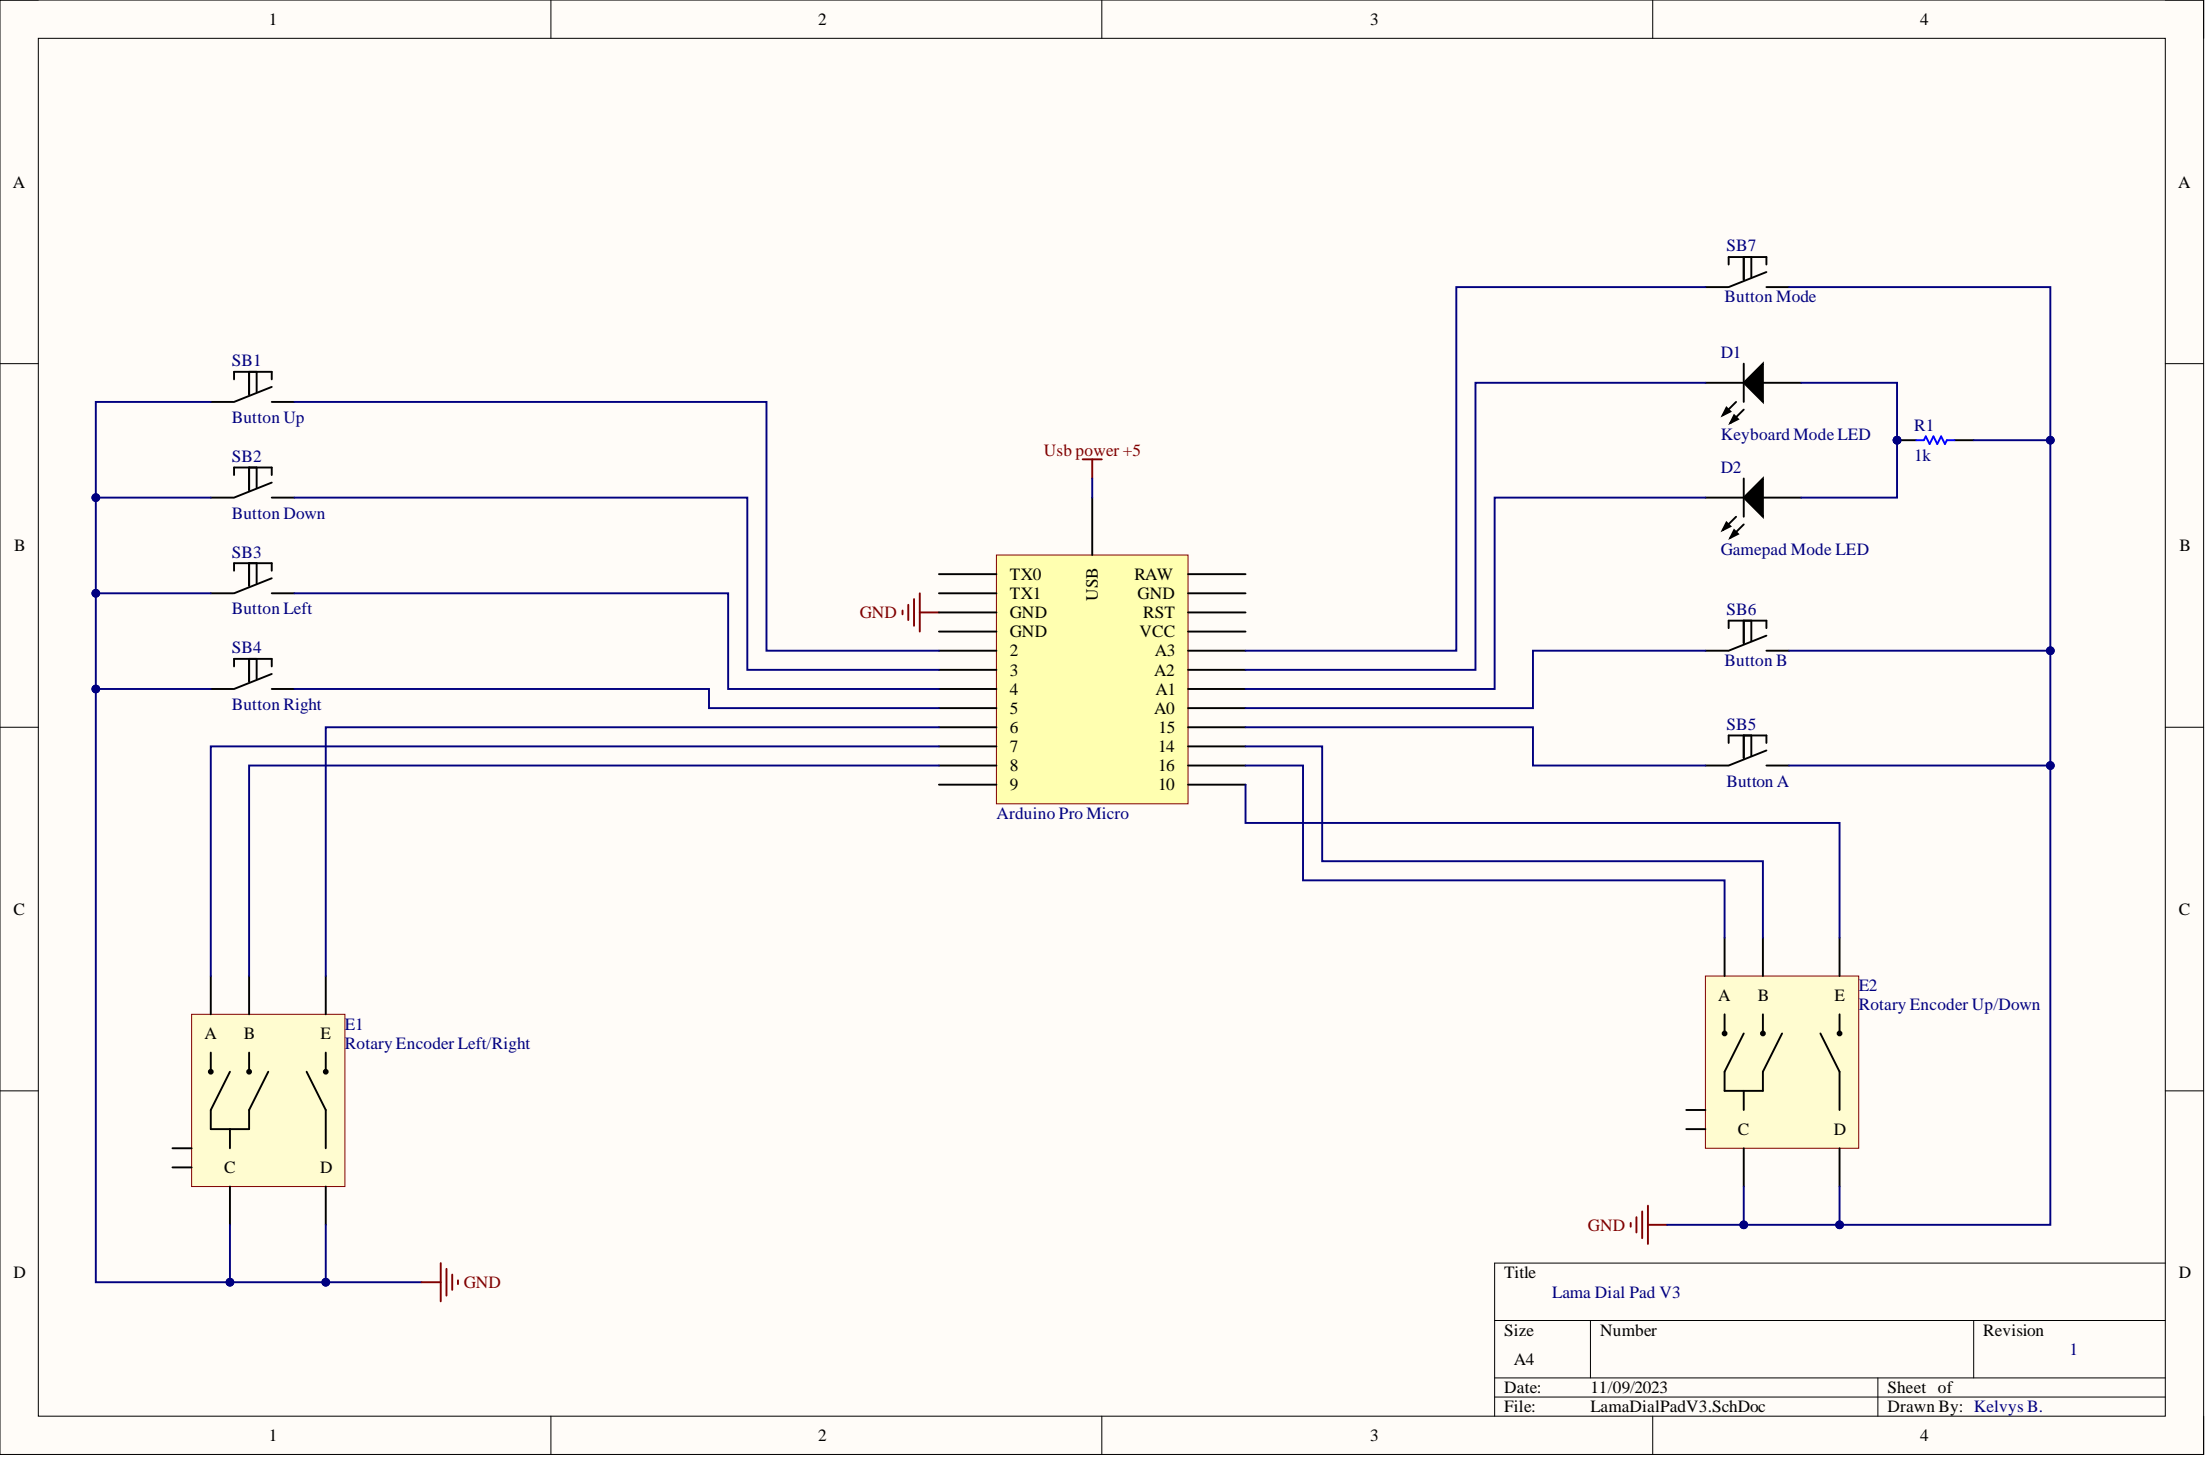 1 2 3 4
A A
SB7
Button Mode
SB1
Button Up
D1
Keyboard Mode LED
R1
1k
SB2
Button Down
Usb power +5
D2
Gamepad Mode LED
B B
SB3
Button Left
SB4
Button Right
USB
TX0 RAW
TX1 GND
GND GND RST
GND VCC
2 A3
3 A2
4 A1
5 A0
6 15
7 14
8 16
9 10
Arduino Pro Micro
SB6
Button B
SB5
Button A
C C
A B E
E2
Rotary Encoder Up/Down
C D
A B E
E1
Rotary Encoder Left/Right
C D
GND
GND
D D
Title
Lama Dial Pad V3
Size Number Revision
A4 1
Date: 11/09/2023 Sheet of
File: LamaDialPadV3.SchDoc Drawn By: Kelvys B.
1 2 3 4